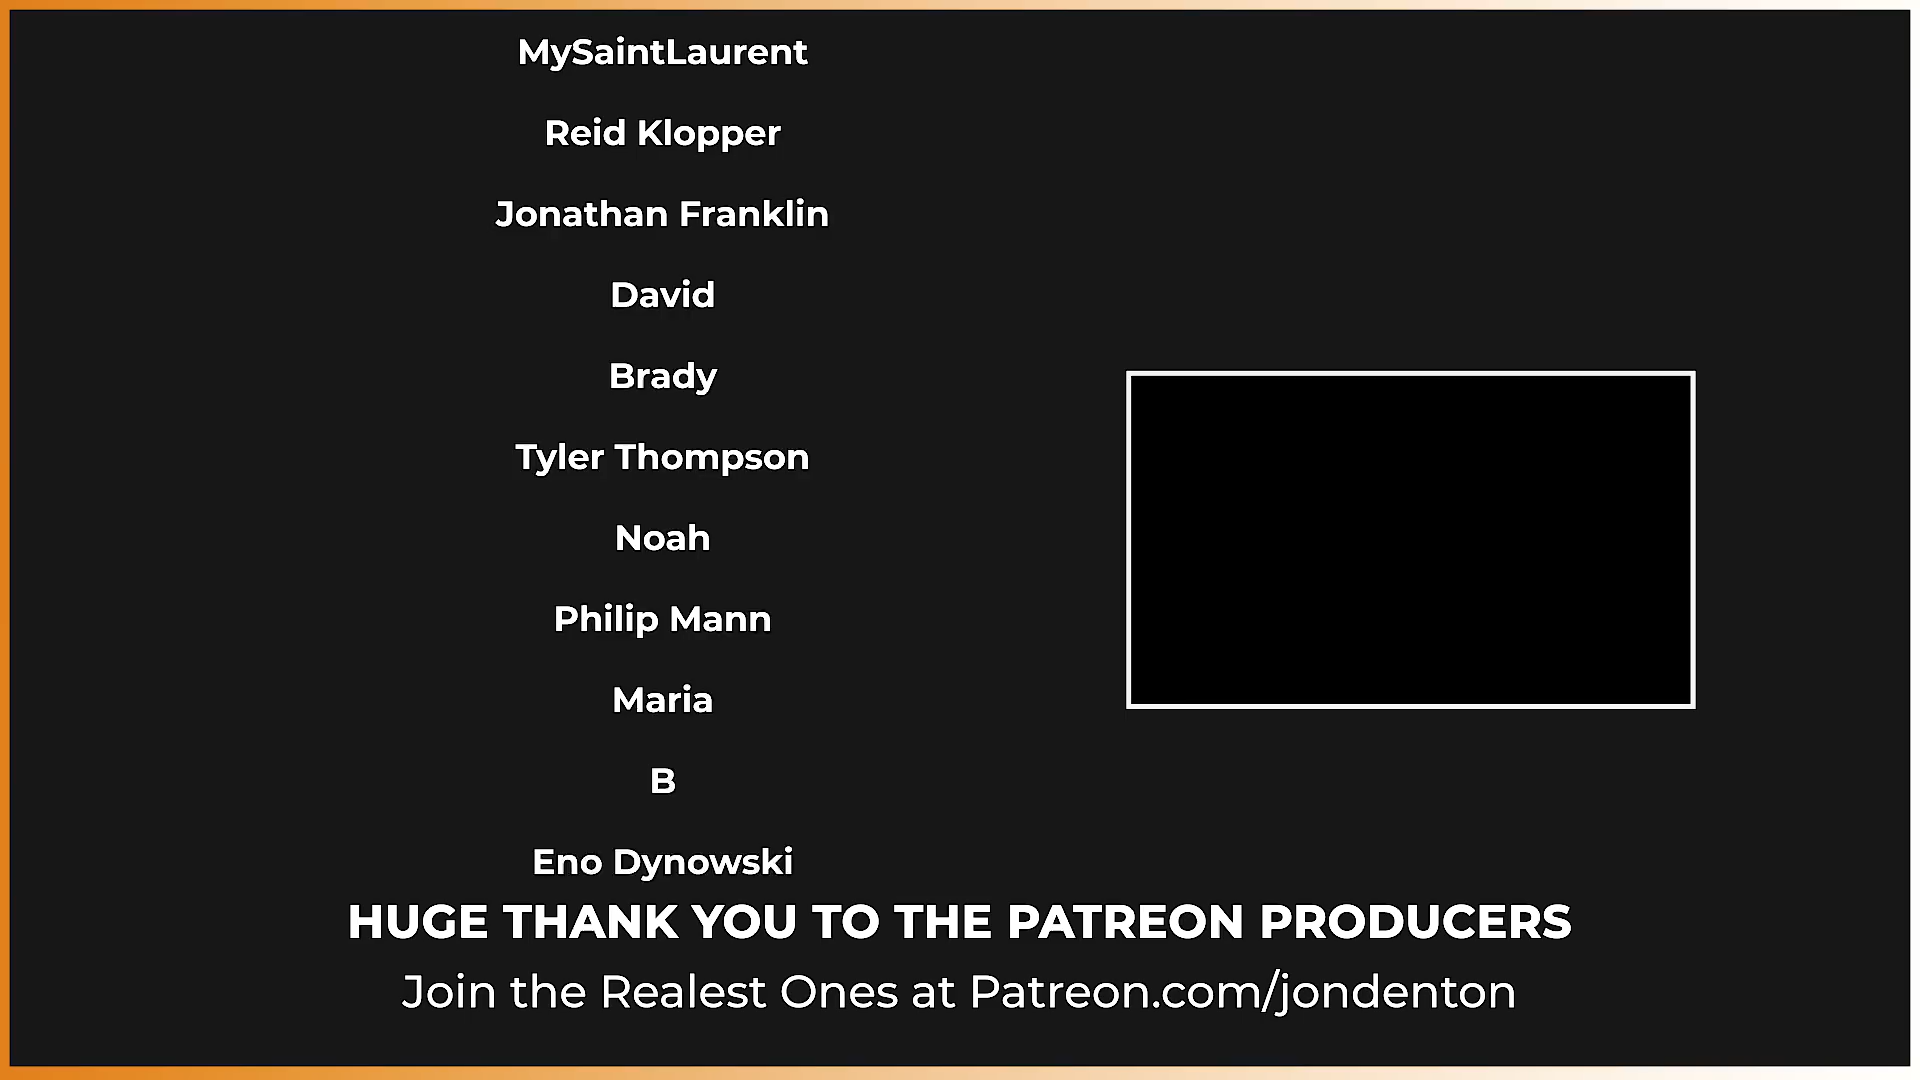 MySaintLaurent
Reid Klopper
Jonathan Franklin
David
Brady
Tyler Thompson
Noah
Philip Mann
Maria
B
Eno Dynowski
HUGE THANK YOU TO THE PATREON PRODUCERS
Join the Realest Ones at Patreon.com/jondenton